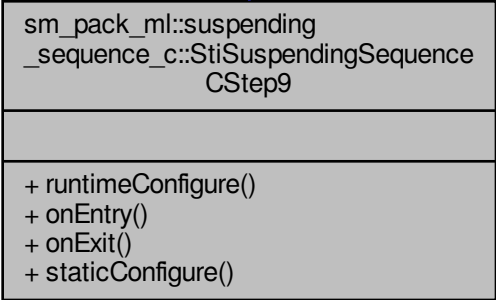 sm_pack_ml::suspending
_sequence_c::StiSuspendingSequence
CStep9
+ runtimeConfigure()
+ onEntry()
+ onExit()
+ staticConfigure()